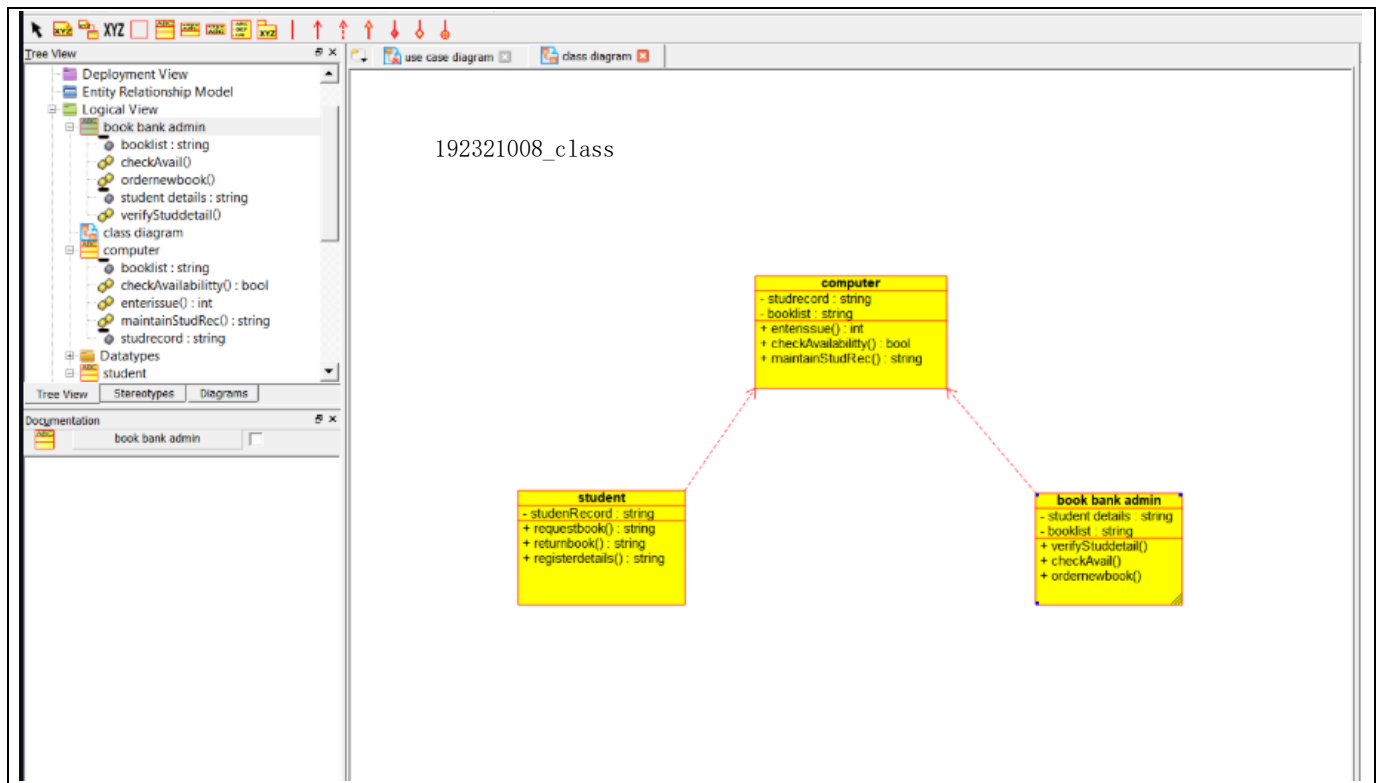 XYZ
Tree View
Deployment View
Entity Relationship Model
Logical View
book bank admin
booklist : string
checkAvail()
ordernewbook()
student details : string
verifyStuddetail()
class diagram
computer
booklist : string
checkAvailabilitty() : bool
enterissue() : int
maintainStudRec() : string
studrecord : string
Datatypes
student
Tree View Stereotypes Diagrams
Documentation
book bank admin
use case diagram class diagram
192321008_class
computer
- studrecord : string
- booklist : string
+ enterissue() : int
+ checkAvailabilitty() : bool
+ maintainStudRec() : string
student
- studenRecord : string
+ requestbook() : string
+ returnbook() : string
+ registerdetails() : string
book bank admin
- student details : string
- booklist : string
+ verifyStuddetail()
+ checkAvail()
+ ordernewbook()